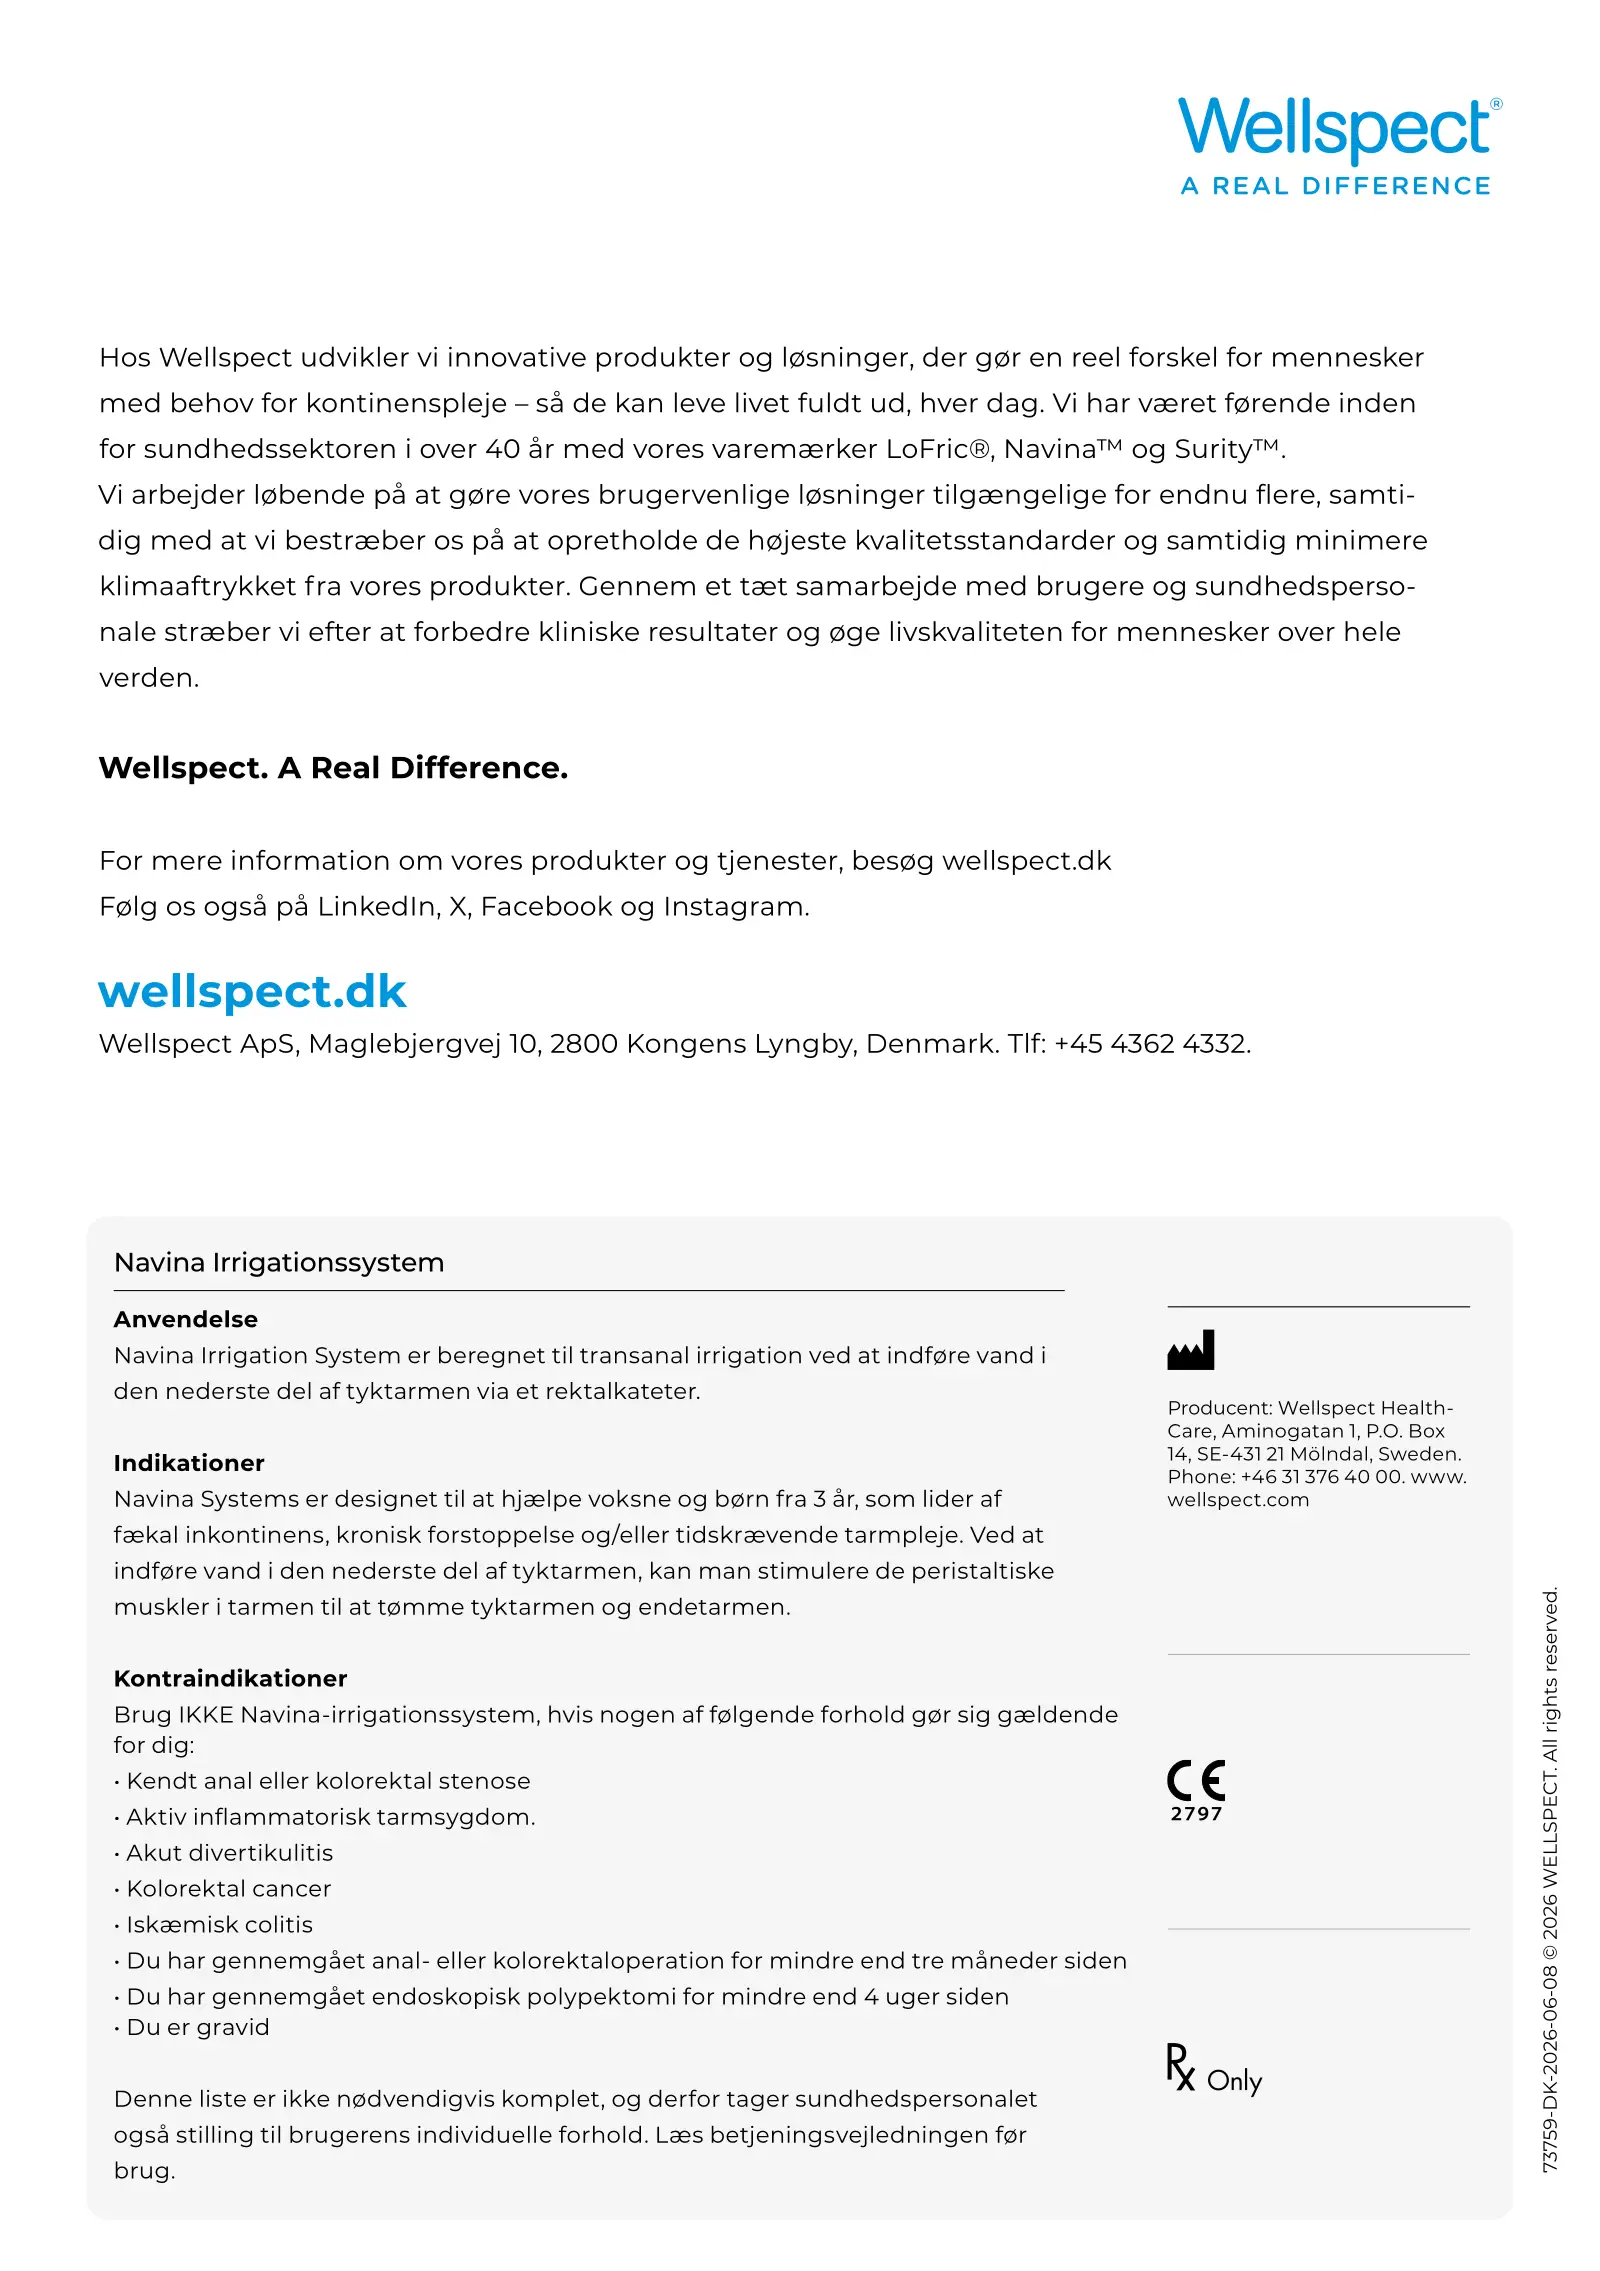 Wellspect®
A REAL DIFFERENCE
Hos Wellspect udvikler vi innovative produkter og løsninger, der gør en reel forskel for mennesker
med behov for kontinenspleje – så de kan leve livet fuldt ud, hver dag. Vi har været førende inden
for sundhedssektoren i over 40 år med vores varemærker LoFric®, Navina™ og Surity™.
Vi arbejder løbende på at gøre vores brugervenlige løsninger tilgængelige for endnu flere, samti-
dig med at vi bestræber os på at opretholde de højeste kvalitetsstandarder og samtidig minimere
klimaaftrykket fra vores produkter. Gennem et tæt samarbejde med brugere og sundhedsperso-
nale stræber vi efter at forbedre kliniske resultater og øge livskvaliteten for mennesker over hele
verden.
Wellspect. A Real Difference.
For mere information om vores produkter og tjenester, besøg wellspect.dk
Følg os også på LinkedIn, X, Facebook og Instagram.
wellspect.dk
Wellspect ApS, Maglebjergvej 10, 2800 Kongens Lyngby, Denmark. Tlf: +45 4362 4332.
Navina Irrigationssystem
Anvendelse
Navina Irrigation System er beregnet til transanal irrigation ved at indføre vand i
den nederste del af tyktarmen via et rektalkateter.
Indikationer
Navina Systems er designet til at hjælpe voksne og børn fra 3 år, som lider af
fækal inkontinens, kronisk forstoppelse og/eller tidskrævende tarmpleje. Ved at
indføre vand i den nederste del af tyktarmen, kan man stimulere de peristaltiske
muskler i tarmen til at tømme tyktarmen og endetarmen.
Kontraindikationer
Brug IKKE Navina-irrigationssystem, hvis nogen af følgende forhold gør sig gældende
for dig:
• Kendt anal eller kolorektal stenose
• Aktiv inflammatorisk tarmsygdom.
• Akut divertikulitis
• Kolorektal cancer
• Iskæmisk colitis
• Du har gennemgået anal- eller kolorektaloperation for mindre end tre måneder siden
• Du har gennemgået endoskopisk polypektomi for mindre end 4 uger siden
• Du er gravid
Denne liste er ikke nødvendigvis komplet, og derfor tager sundhedspersonalet
også stilling til brugerens individuelle forhold. Læs betjeningsvejledningen før
brug.
Producent: Wellspect Health-
Care, Aminogatan 1, P.O. Box
14, SE-431 21 Mölndal, Sweden.
Phone: +46 31 376 40 00. www.
wellspect.com
CE
2797
Rx Only
73759-DK-2026-06-08 © 2026 WELLSPECT. All rights reserved.